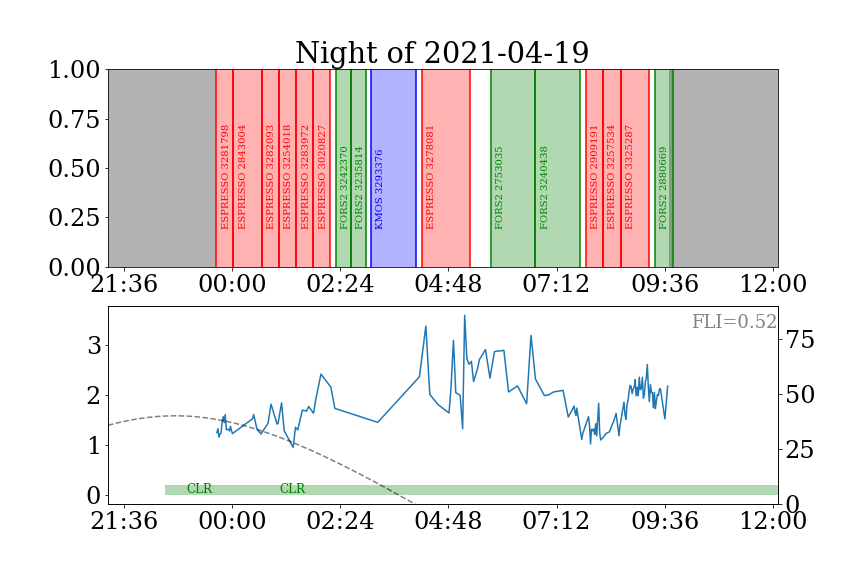 Night of 2021-04-19
1.00
0.75
0.50
0.25
0.00
ESPRESSO 3281798
ESPRESSO 2843004
ESPRESSO 3282093
ESPRESSO 3254018
ESPRESSO 3283972
ESPRESSO 3020827
FORS2 3242370
FORS2 3235814
KMOS 3293376
ESPRESSO 3278081
FORS2 2753035
FORS2 3240438
ESPRESSO 2909191
ESPRESSO 3257534
ESPRESSO 3325287
FORS2 2880669
21:36 00:00 02:24 04:48 07:12 09:36 12:00
FLI=0.52
3
2
1
0
75
50
25
0
CLR CLR
21:36 00:00 02:24 04:48 07:12 09:36 12:00